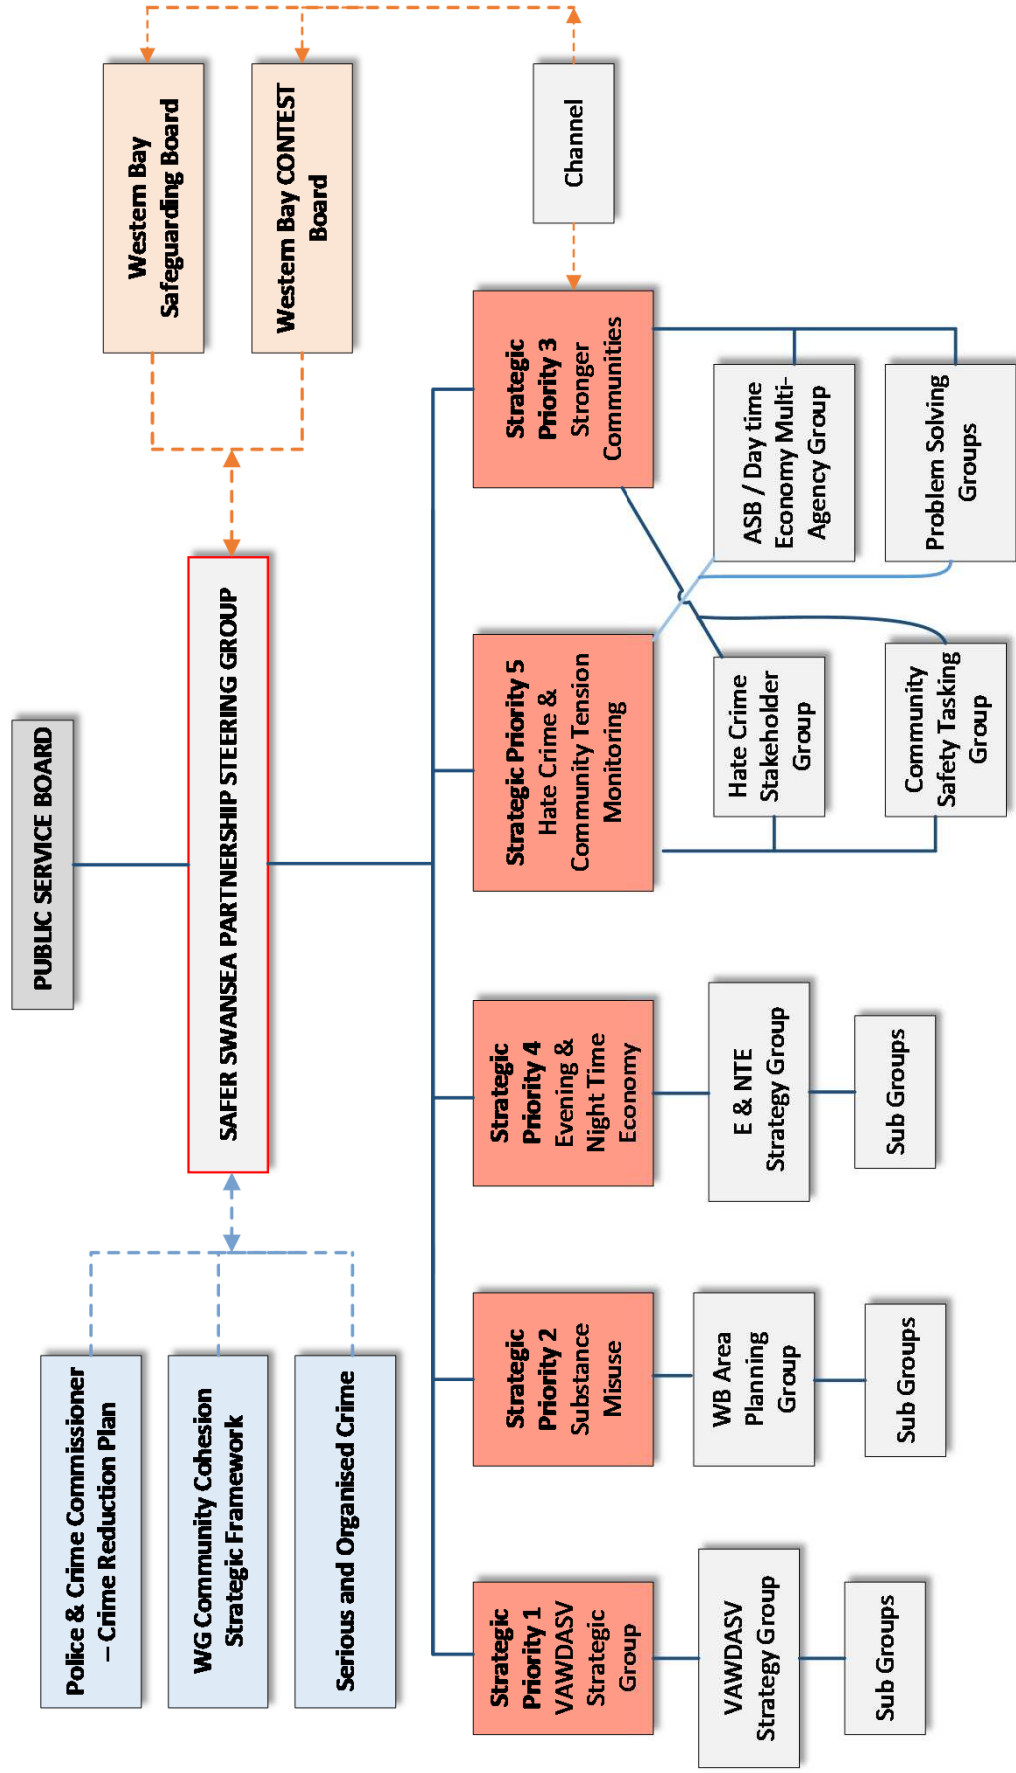 PUBLIC SERVICE BOARD
Police & Crime Commissioner
– Crime Reduction Plan
WG Community Cohesion
Strategic Framework
Serious and Organised Crime
SAFER SWANSEA PARTNERSHIP STEERING GROUP
Western Bay
Safeguarding Board
Western Bay CONTEST
Board
Channel
Strategic
Priority 1
VAWDASV
Strategic
Group
Strategic
Priority 2
Substance
Misuse
Strategic
Priority 4
Evening &
Night Time
Economy
Strategic Priority 5
Hate Crime &
Community Tension
Monitoring
Strategic
Priority 3
Stronger
Communities
VAWDASV
Strategy Group
WB Area
Planning
Group
E & NTE
Strategy Group
Hate Crime
Stakeholder
Group
ASB / Day time
Economy Multi-
Agency Group
Sub Groups
Sub Groups
Sub Groups
Community
Safety Tasking
Group
Problem Solving
Groups